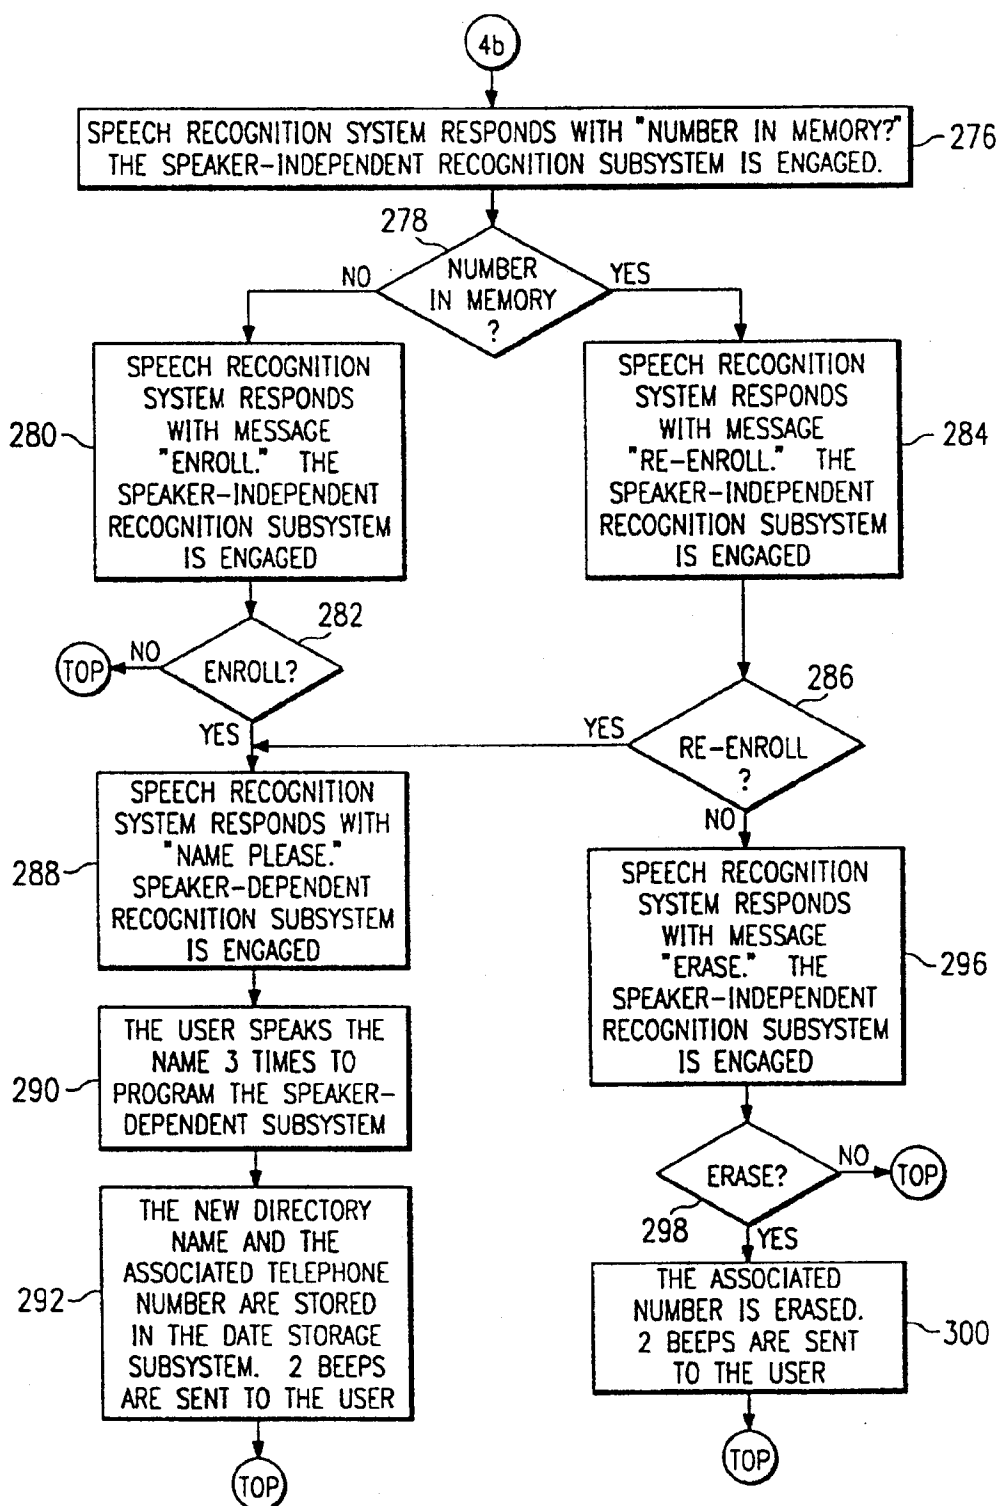 4b
SPEECH RECOGNITION SYSTEM RESPONDS WITH "NUMBER IN MEMORY?"
THE SPEAKER-INDEPENDENT RECOGNITION SUBSYSTEM IS ENGAGED.
276
278
NUMBER
IN MEMORY
?
NO
YES
SPEECH RECOGNITION
SYSTEM RESPONDS
WITH MESSAGE
"ENROLL." THE
SPEAKER-INDEPENDENT
RECOGNITION SUBSYSTEM
IS ENGAGED
280
SPEECH RECOGNITION
SYSTEM RESPONDS
WITH MESSAGE
"RE-ENROLL." THE
SPEAKER-INDEPENDENT
RECOGNITION SUBSYSTEM
IS ENGAGED
284
282
ENROLL?
NO
TOP
YES
286
RE-ENROLL
?
YES
NO
SPEECH RECOGNITION
SYSTEM RESPONDS WITH
"NAME PLEASE."
SPEAKER-DEPENDENT
RECOGNITION SUBSYSTEM
IS ENGAGED
288
SPEECH RECOGNITION
SYSTEM RESPONDS
WITH MESSAGE
"ERASE." THE
SPEAKER-INDEPENDENT
RECOGNITION SUBSYSTEM
IS ENGAGED
296
THE USER SPEAKS THE
NAME 3 TIMES TO
PROGRAM THE SPEAKER-
DEPENDENT SUBSYSTEM
290
ERASE?
NO
TOP
298
YES
THE NEW DIRECTORY
NAME AND THE
ASSOCIATED TELEPHONE
NUMBER ARE STORED
IN THE DATE STORAGE
SUBSYSTEM. 2 BEEPS
ARE SENT TO THE USER
292
THE ASSOCIATED
NUMBER IS ERASED.
2 BEEPS ARE SENT
TO THE USER
300
TOP
TOP